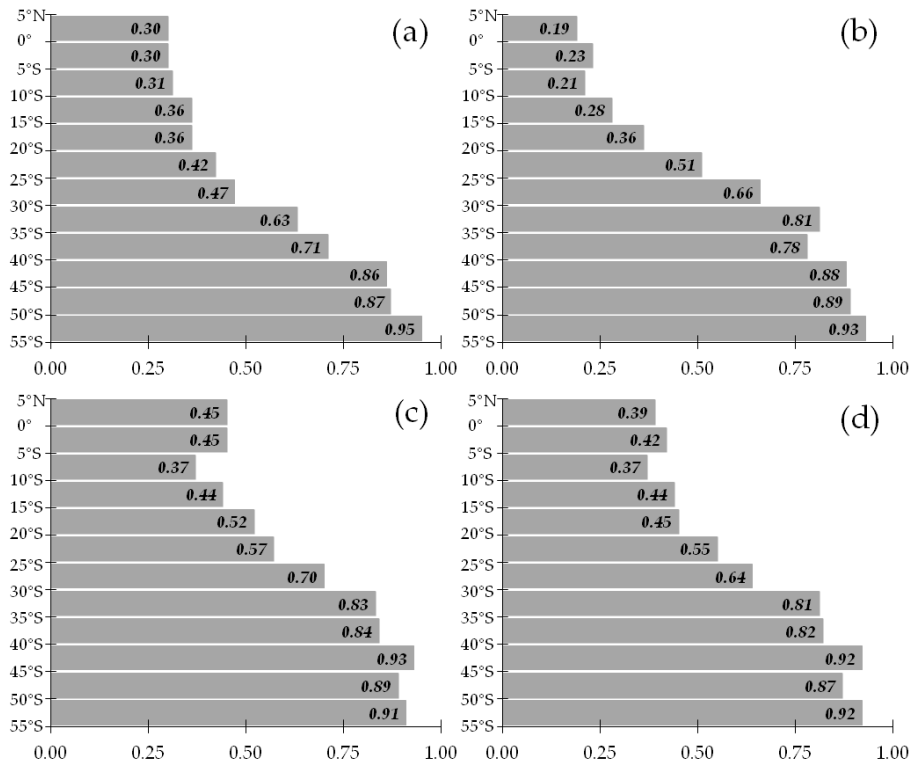 5°N 0.30 (a)
0° 0.30
5°S 0.31
10°S 0.36
15°S 0.36
20°S 0.42
25°S 0.47
30°S 0.63
35°S 0.71
40°S 0.86
45°S 0.87
50°S 0.95
55°S
0.00 0.25 0.50 0.75 1.00
5°N 0.19 (b)
0° 0.23
5°S 0.21
10°S 0.28
15°S 0.36
20°S 0.51
25°S 0.66
30°S 0.81
35°S 0.78
40°S 0.88
45°S 0.89
50°S 0.93
55°S
0.00 0.25 0.50 0.75 1.00
5°N 0.45 (c)
0° 0.45
5°S 0.37
10°S 0.44
15°S 0.52
20°S 0.57
25°S 0.70
30°S 0.83
35°S 0.84
40°S 0.93
45°S 0.89
50°S 0.91
55°S
0.00 0.25 0.50 0.75 1.00
5°N 0.39 (d)
0° 0.42
5°S 0.37
10°S 0.44
15°S 0.45
20°S 0.55
25°S 0.64
30°S 0.81
35°S 0.82
40°S 0.92
45°S 0.87
50°S 0.92
55°S
0.00 0.25 0.50 0.75 1.00